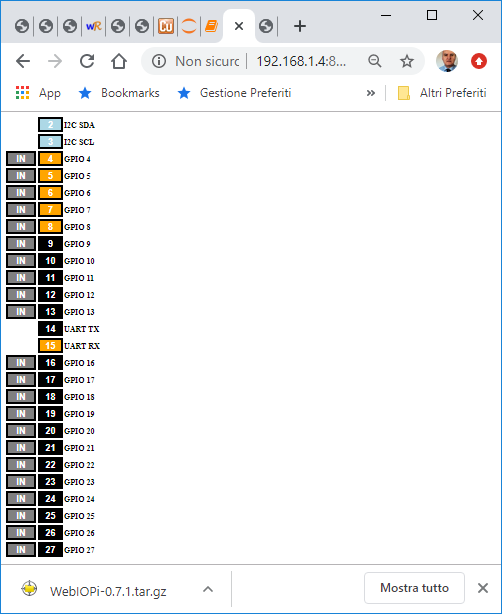 wR
Non sicuro
192.168.1.4:8...
App
Bookmarks
Gestione Preferiti
»
Altri Preferiti
2 I2C SDA
3 I2C SCL
IN 4 GPIO 4
IN 5 GPIO 5
IN 6 GPIO 6
IN 7 GPIO 7
IN 8 GPIO 8
IN 9 GPIO 9
IN 10 GPIO 10
IN 11 GPIO 11
IN 12 GPIO 12
IN 13 GPIO 13
14 UART TX
15 UART RX
IN 16 GPIO 16
IN 17 GPIO 17
IN 18 GPIO 18
IN 19 GPIO 19
IN 20 GPIO 20
IN 21 GPIO 21
IN 22 GPIO 22
IN 23 GPIO 23
IN 24 GPIO 24
IN 25 GPIO 25
IN 26 GPIO 26
IN 27 GPIO 27
WebIOPi-0.7.1.tar.gz
Mostra tutto